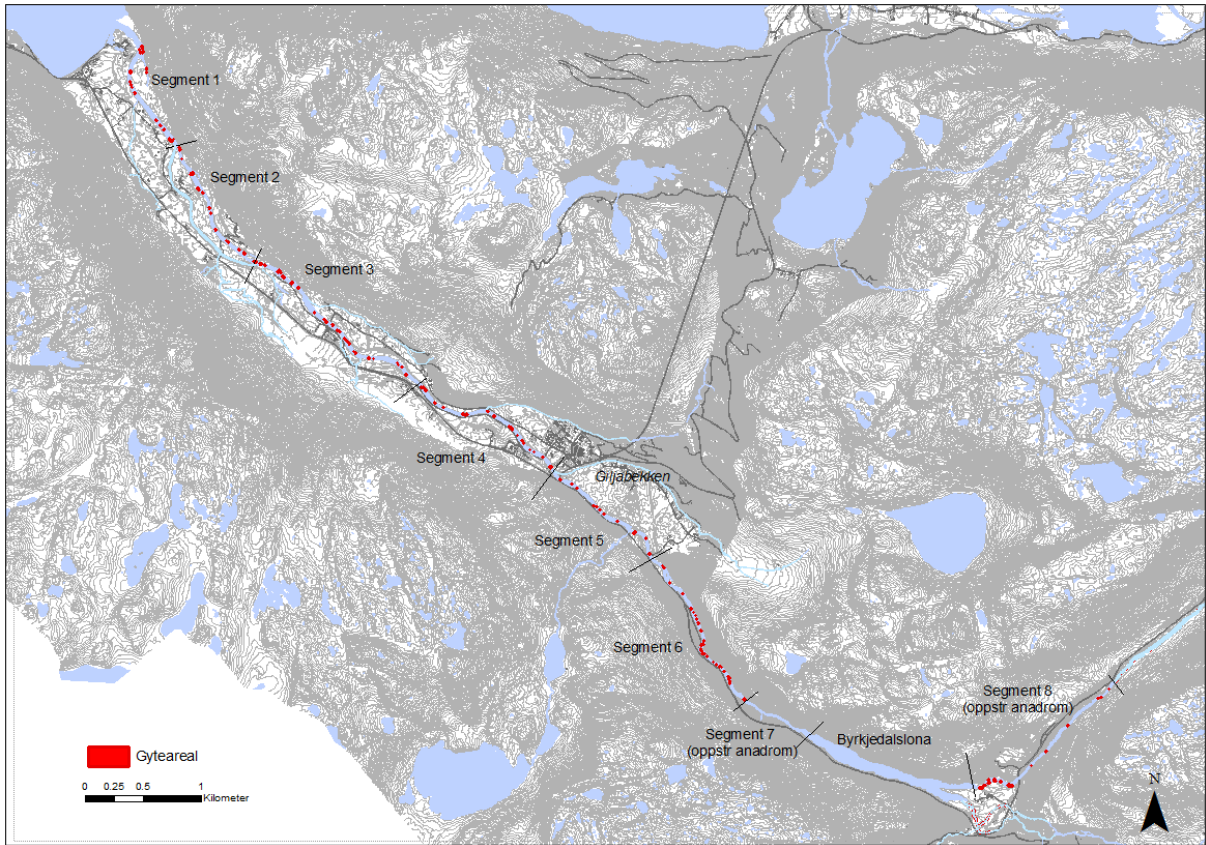 Segment 1
Segment 2
Segment 3
Segment 4
Giljabekken
Segment 5
Segment 6
Segment 7
(oppstr anadrom)
Byrkjedalslona
Segment 8
(oppstr anadrom)
Gyteareal
0 0.25 0.5 1
Kilometer
N